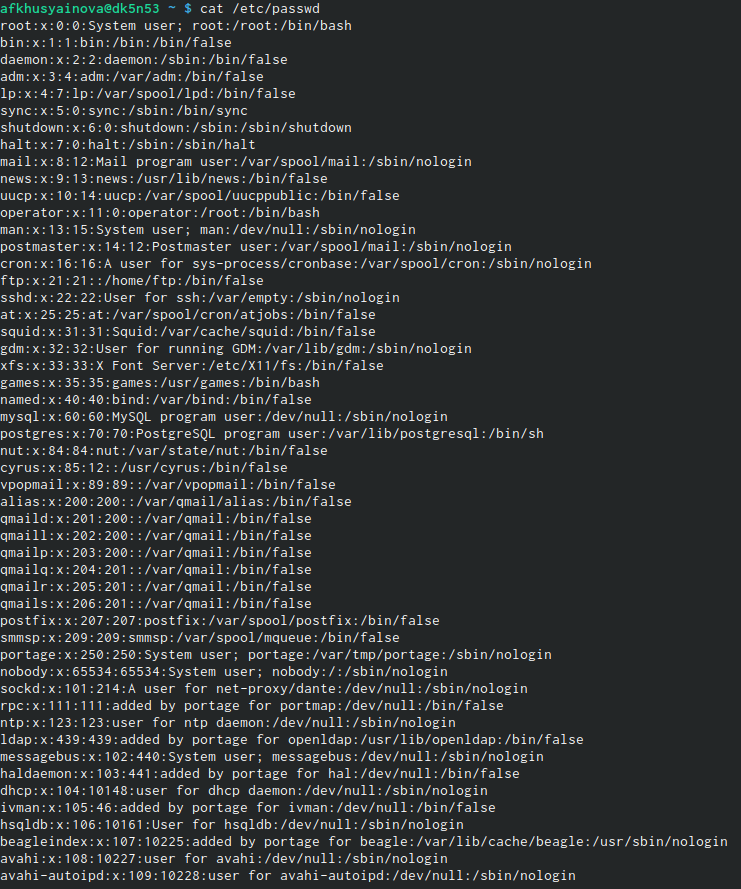 afkhusyainova@dk5n53 ~ $ cat /etc/passwd
root:x:0:0:System user; root:/root:/bin/bash
bin:x:1:1:bin:/bin:/bin/false
daemon:x:2:2:daemon:/sbin:/bin/false
adm:x:3:4:adm:/var/adm:/bin/false
lp:x:4:7:lp:/var/spool/lpd:/bin/false
sync:x:5:0:sync:/sbin:/bin/sync
shutdown:x:6:0:shutdown:/sbin:/sbin/shutdown
halt:x:7:0:halt:/sbin:/sbin/halt
mail:x:8:12:Mail program user:/var/spool/mail:/sbin/nologin
news:x:9:13:news:/usr/lib/news:/bin/false
uucp:x:10:14:uucp:/var/spool/uucppublic:/bin/false
operator:x:11:0:operator:/root:/bin/bash
man:x:13:15:System user; man:/dev/null:/sbin/nologin
postmaster:x:14:12:Postmaster user:/var/spool/mail:/sbin/nologin
cron:x:16:16:A user for sys-process/cronbase:/var/spool/cron:/sbin/nologin
ftp:x:21:21::/home/ftp:/bin/false
sshd:x:22:22:User for ssh:/var/empty:/sbin/nologin
at:x:25:25:at:/var/spool/cron/atjobs:/bin/false
squid:x:31:31:Squid:/var/cache/squid:/bin/false
gdm:x:32:32:User for running GDM:/var/lib/gdm:/sbin/nologin
xfs:x:33:33:X Font Server:/etc/X11/fs:/bin/false
games:x:35:35:games:/usr/games:/bin/bash
named:x:40:40:bind:/var/bind:/bin/false
mysql:x:60:60:MySQL program user:/dev/null:/sbin/nologin
postgres:x:70:70:PostgreSQL program user:/var/lib/postgresql:/bin/sh
nut:x:84:84:nut:/var/state/nut:/bin/false
cyrus:x:85:12::/usr/cyrus:/bin/false
vpopmail:x:89:89::/var/vpopmail:/bin/false
alias:x:200:200::/var/qmail/alias:/bin/false
qmaild:x:201:200::/var/qmail:/bin/false
qmaill:x:202:200::/var/qmail:/bin/false
qmailp:x:203:200::/var/qmail:/bin/false
qmailq:x:204:201::/var/qmail:/bin/false
qmailr:x:205:201::/var/qmail:/bin/false
qmails:x:206:201::/var/qmail:/bin/false
postfix:x:207:207:postfix:/var/spool/postfix:/bin/false
smmsp:x:209:209:smmsp:/var/spool/mqueue:/bin/false
portage:x:250:250:System user; portage:/var/tmp/portage:/sbin/nologin
nobody:x:65534:65534:System user; nobody:/:/sbin/nologin
sockd:x:101:214:A user for net-proxy/dante:/dev/null:/sbin/nologin
rpc:x:111:111:added by portage for portmap:/dev/null:/bin/false
ntp:x:123:123:user for ntp daemon:/dev/null:/sbin/nologin
ldap:x:439:439:added by portage for openldap:/usr/lib/openldap:/bin/false
messagebus:x:102:440:System user; messagebus:/dev/null:/sbin/nologin
haldaemon:x:103:441:added by portage for hal:/dev/null:/bin/false
dhcp:x:104:10148:user for dhcp daemon:/dev/null:/sbin/nologin
ivman:x:105:46:added by portage for ivman:/dev/null:/bin/false
hsqldb:x:106:10161:User for hsqldb:/dev/null:/sbin/nologin
beagleindex:x:107:10225:added by portage for beagle:/var/lib/cache/beagle:/usr/sbin/nologin
avahi:x:108:10227:user for avahi:/dev/null:/sbin/nologin
avahi-autoipd:x:109:10228:user for avahi-autoipd:/dev/null:/sbin/nologin